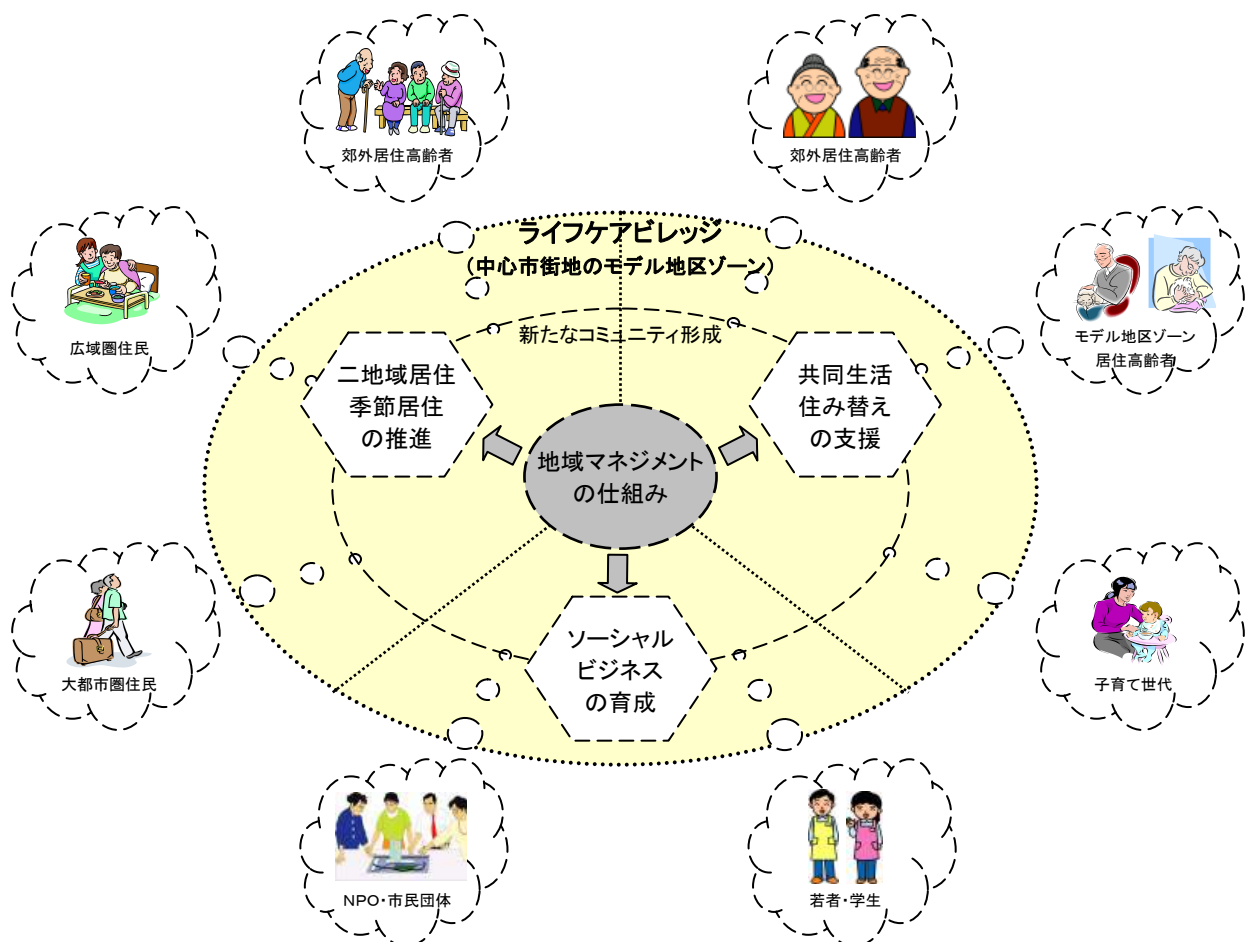 郊外居住高齢者
郊外居住高齢者
ライフケアビレッジ
(中心市街地のモデル地区ゾーン)
広域圏住民
モデル地区ゾーン
居住高齢者
新たなコミュニティ形成
二地域居住
季節居住
の推進
共同生活
住み替え
の支援
地域マネジメント
の仕組み
ソーシャル
ビジネス
の育成
大都市圏住民
子育て世代
NPO・市民団体
若者・学生